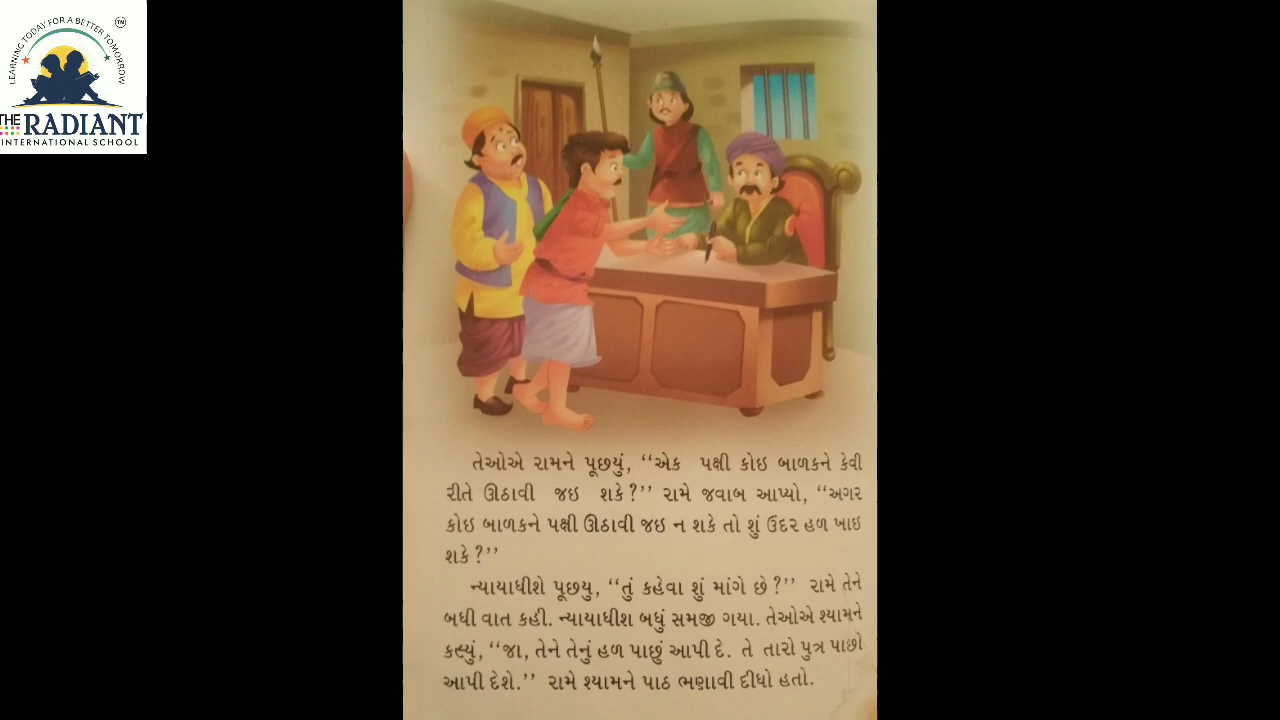 LEARNING TODAY FOR A BETTER TOMORROW
TM
THE RADIANT
INTERNATIONAL SCHOOL
તેઓએ રામને પૂછયું, ‘‘એક પક્ષી કોઇ બાળકને કેવી
રીતે ઊઠાવી જઇ શકે?’’ રામે જવાબ આપ્યો, ‘‘અગર
કોઇ બાળકને પક્ષી ઊઠાવી જઇ ન શકે તો શું ઉંદર હળ ખાઇ
શકે?’’
ન્યાયાધીશે પૂછયુ, ‘‘તું કહેવા શું માંગે છે?’’ રામે તેને
બધી વાત કહી. ન્યાયાધીશ બધું સમજી ગયા. તેઓએ શ્યામને
કહ્યું, ‘‘જા, તેને તેનું હળ પાછું આપી દે. તે તારો પુત્ર પાછો
આપી દેશે.’’ રામે શ્યામને પાઠ ભણાવી દીધો હતો.